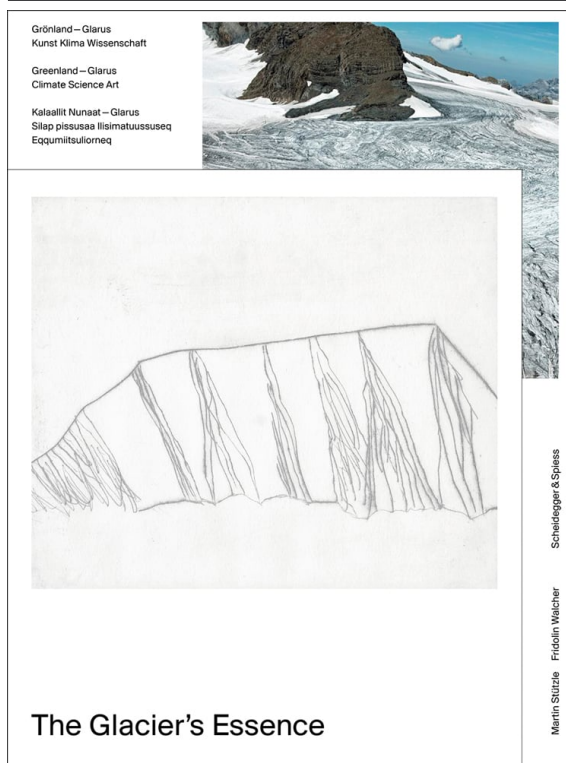 Grönland — Glarus
Kunst Klima Wissenschaft
Greenland — Glarus
Climate Science Art
Kalaallit Nunaat — Glarus
Silap pissusaa Ilisimatuussuseq
Eqqumiitsuliorneq
Scheidegger & Spiess
Martin Stützle Fridolin Walcher
The Glacier’s Essence